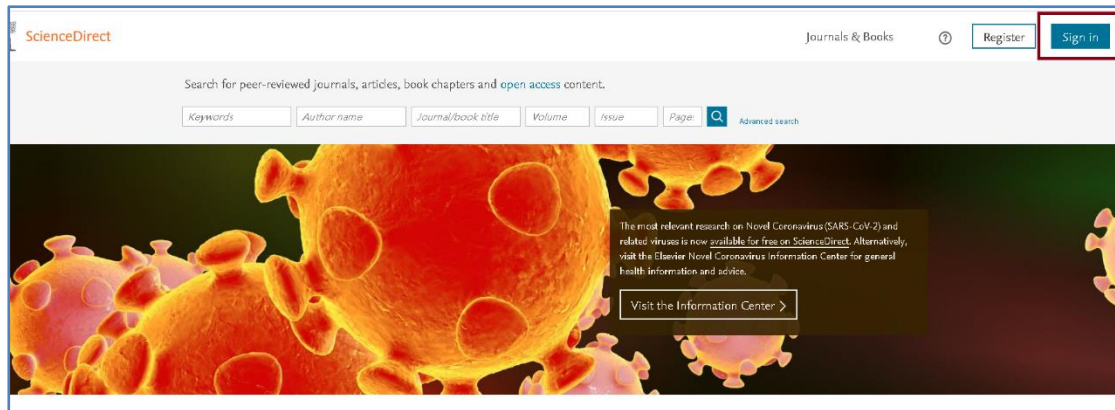 ScienceDirect
Journals & Books
?
Register
Sign in
Search for peer-reviewed journals, articles, book chapters and open access content.
Keywords
Author name
Journal/book title
Volume
Issue
Page:
Advanced search
The most relevant research on Novel Coronavirus (SARS-CoV-2) and
related viruses is now available for free on ScienceDirect. Alternatively,
visit the Elsevier Novel Coronavirus Information Center for general
health information and advice.
Visit the Information Center >